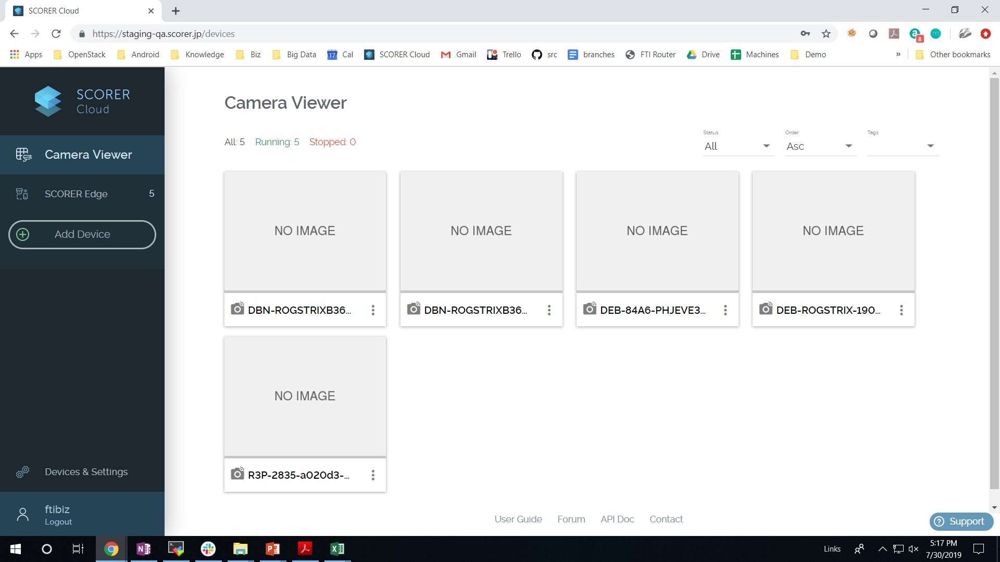 SCORER Cloud
https://staging-qa.scorer.jp/devices
8
Apps OpenStack Android Knowledge Biz Big Data 17 Cal SCORER Cloud Gmail Trello src branches FTI Router Drive Machines Demo » Other bookmarks
SCORER
Cloud
Camera Viewer
SCORER Edge 5
Add Device
Devices & Settings
ftibiz
Logout
Camera Viewer
All: 5 Running: 5 Stopped: 0
Status Order Tags
All Asc
NO IMAGE NO IMAGE NO IMAGE NO IMAGE
DBN-ROGSTRIXB36... DBN-ROGSTRIXB36... DEB-84A6-PHJEVE3... DEB-ROGSTRIX-190...
NO IMAGE
R3P-2835-a020d3-...
User Guide Forum API Doc Contact
Support
Links
5:17 PM
7/30/2019